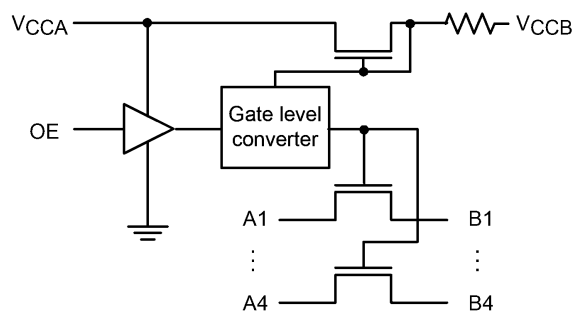 VCCA
VCCB
OE
Gate level
converter
A1
B1
⋮
⋮
A4
B4